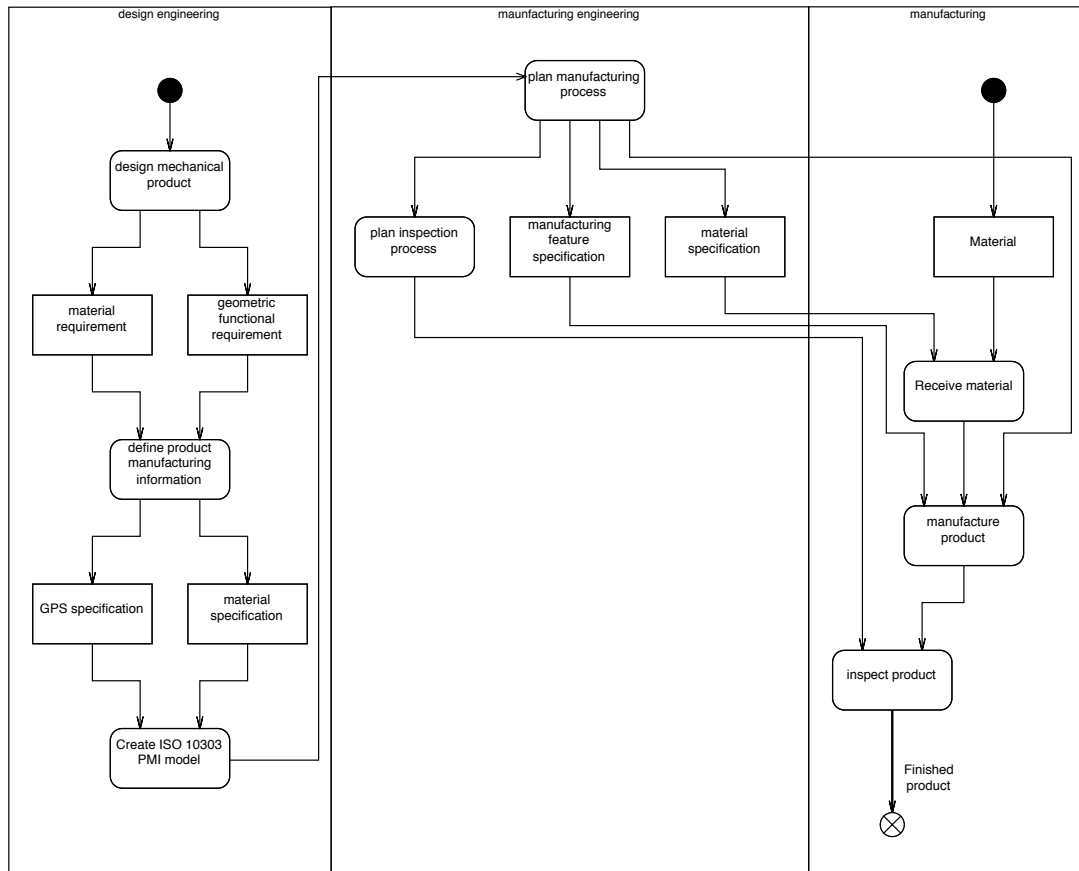 design engineering
maunfacturing engineering
manufacturing
plan manufacturing
process
design mechanical
product
plan inspection
process
manufacturing
feature
specification
material
specification
Material
material
requirement
geometric
functional
requirement
Receive material
define product
manufacturing
information
manufacture
product
GPS specification
material
specification
inspect product
Create ISO 10303
PMI model
Finished
product